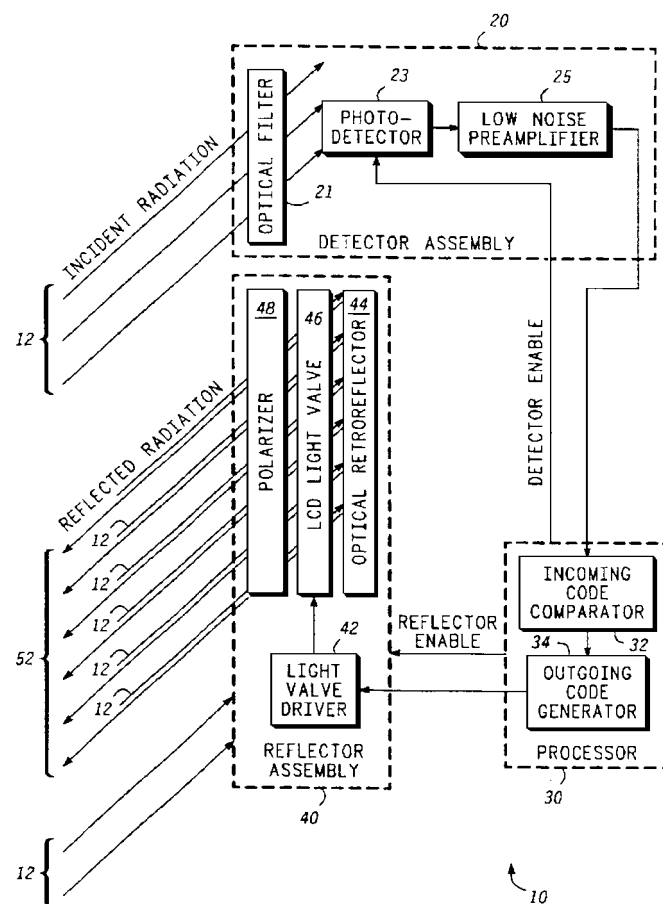 20
23
25
PHOTO-
DETECTOR
LOW NOISE
PREAMPLIFIER
OPTICAL FILTER
21
INCIDENT RADIATION
DETECTOR ASSEMBLY
12
48
46
44
POLARIZER
LCD LIGHT VALVE
OPTICAL RETROREFLECTOR
REFLECTED RADIATION
DETECTOR ENABLE
12
12
12
12
12
52
INCOMING
CODE
COMPARATOR
32
REFLECTOR
ENABLE
34
42
LIGHT
VALVE
DRIVER
OUTGOING
CODE
GENERATOR
REFLECTOR
ASSEMBLY
PROCESSOR
40
30
12
10